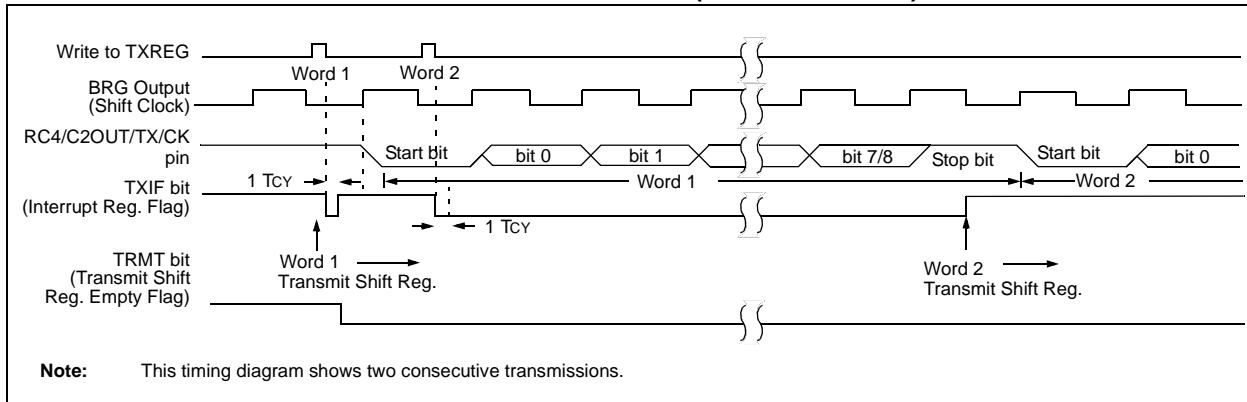 Write to TXREG
Word 1
Word 2
BRG Output
(Shift Clock)
RC4/C2OUT/TX/CK
pin
Start bit
bit 0
bit 1
bit 7/8
Stop bit
Start bit
bit 0
1 TCY
Word 1
Word 2
TXIF bit
(Interrupt Reg. Flag)
1 TCY
TRMT bit
(Transmit Shift
Reg. Empty Flag)
Word 1
Transmit Shift Reg.
Word 2
Transmit Shift Reg.
Note: This timing diagram shows two consecutive transmissions.